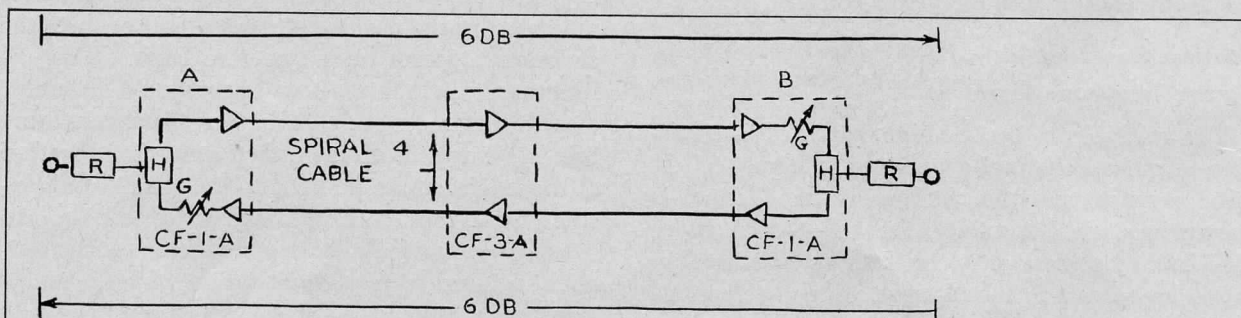 6 DB
A
B
R
H
G
CF-1-A
SPIRAL 4
CABLE
CF-3-A
G
H
R
CF-1-A
6 DB